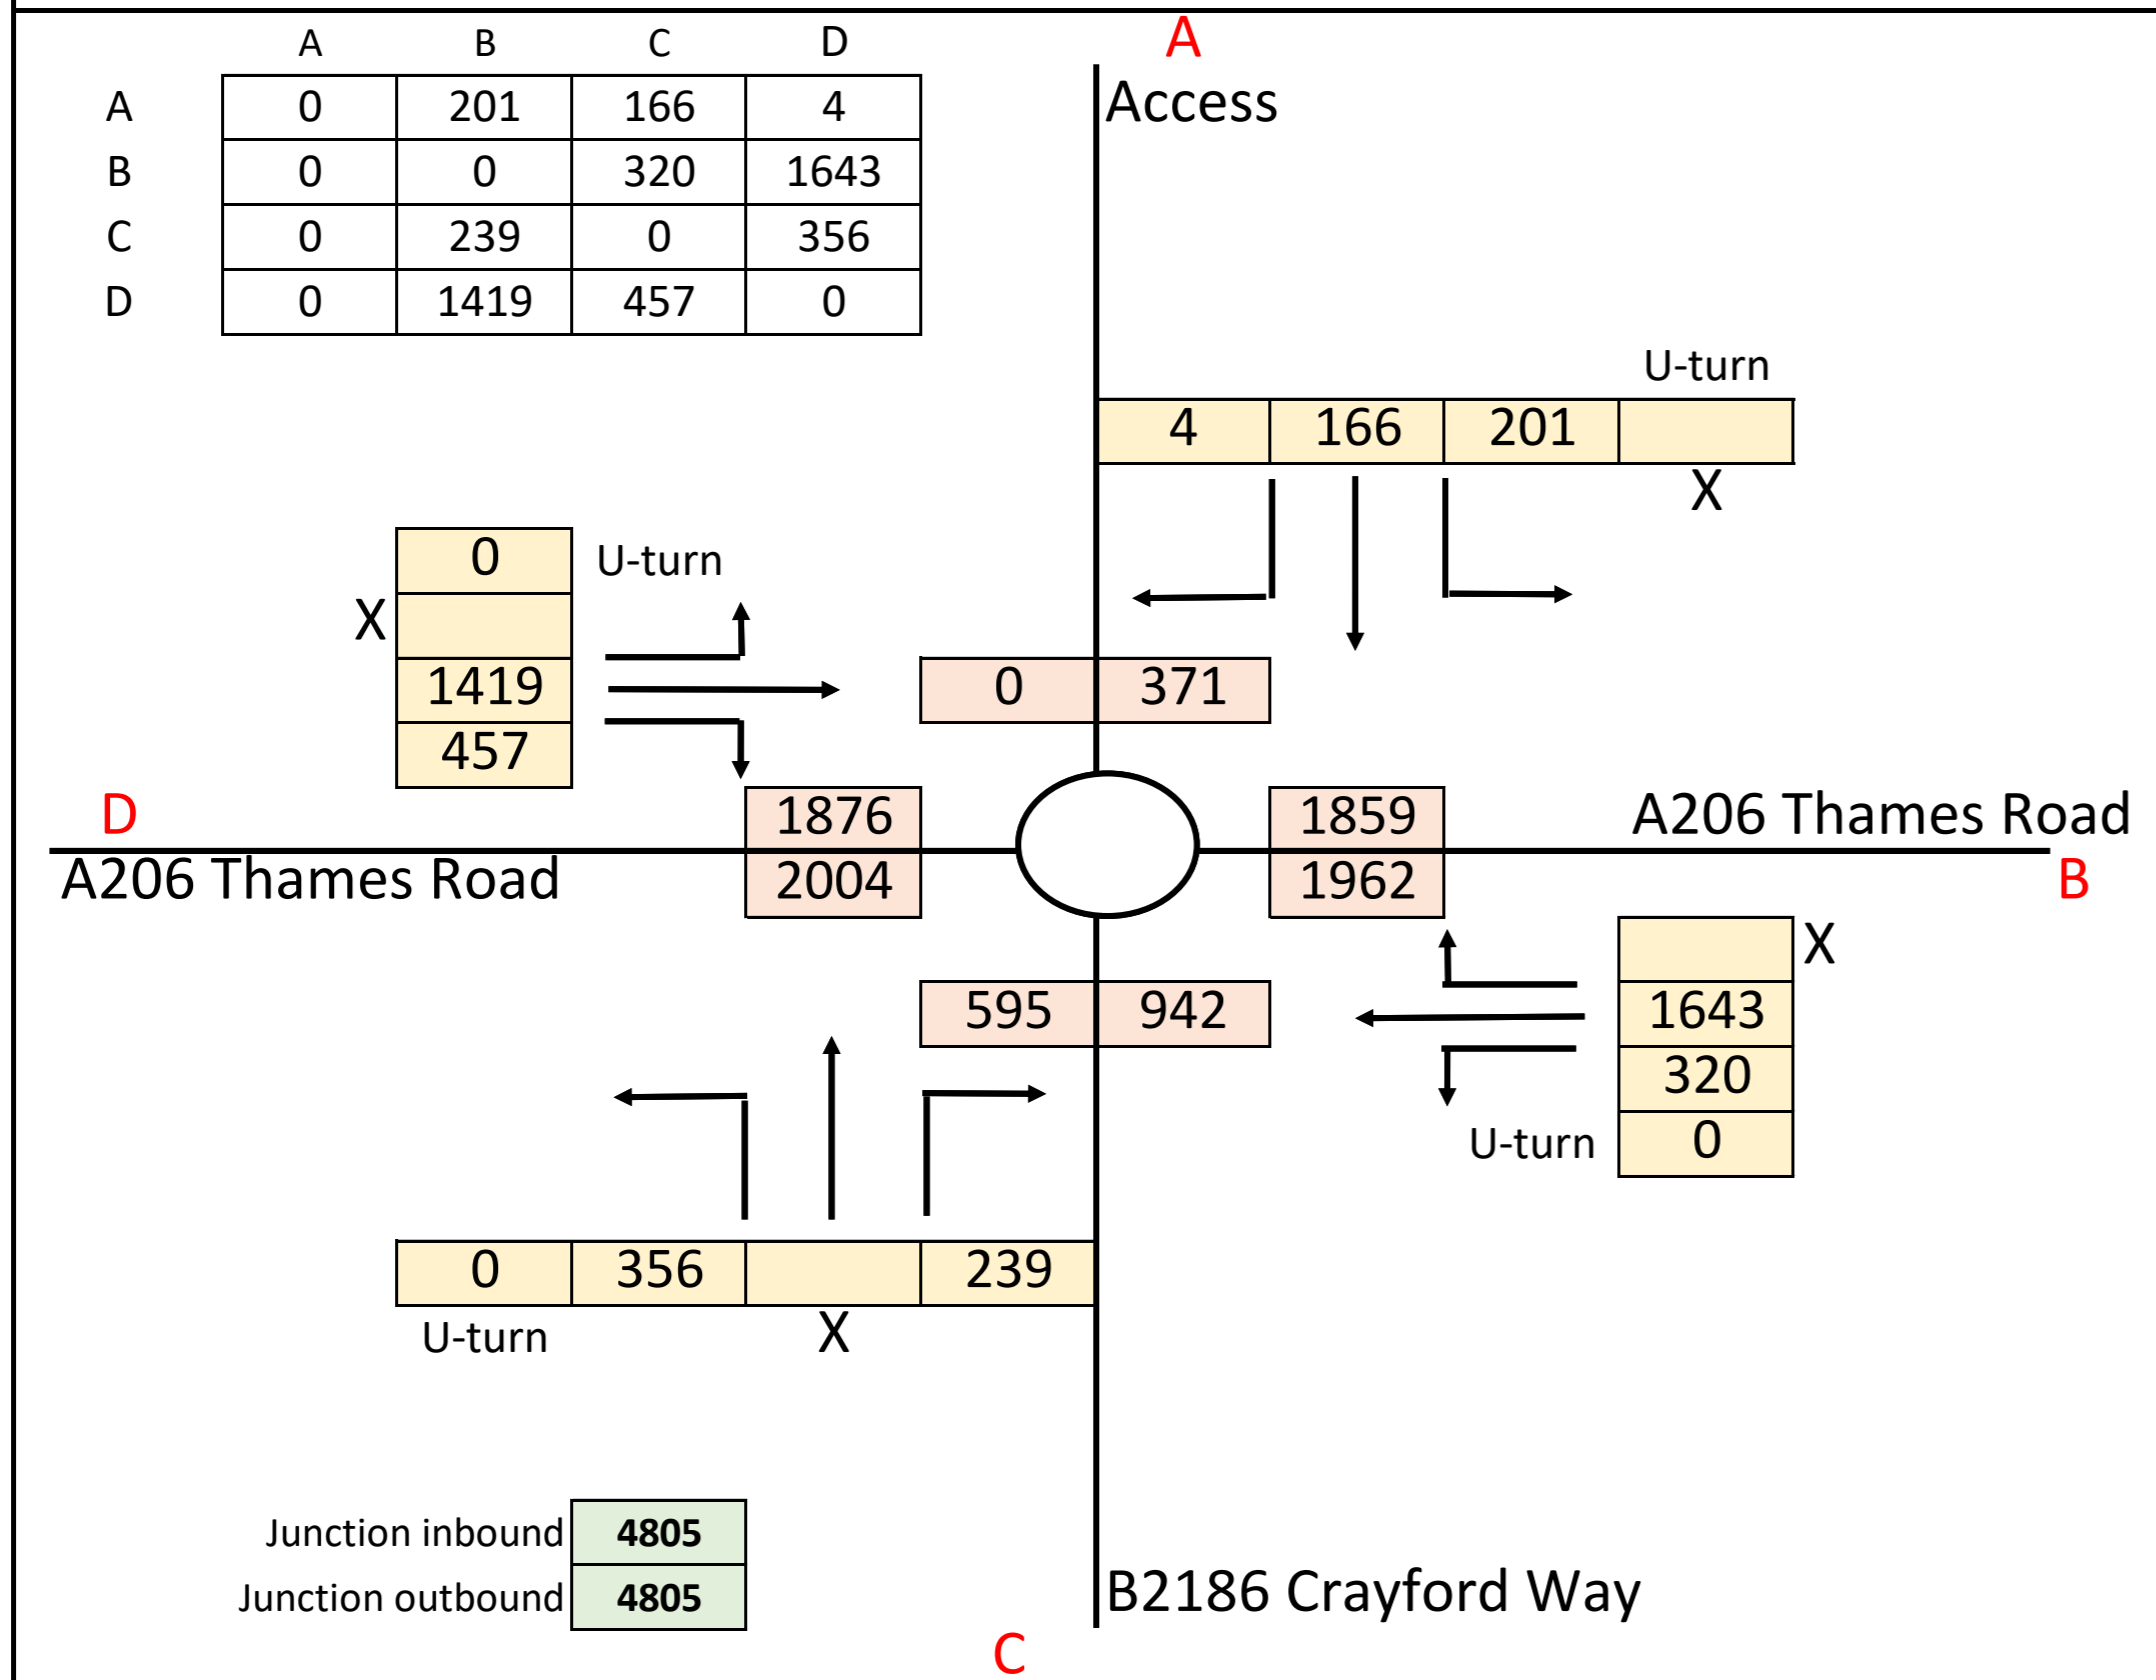 A
A B C D
Access
A 0 201 166 4
B 0 0 320 1643
C 0 239 0 356
D 0 1419 457 0
U-turn
4 166 201
X
0 U-turn
X
1419
457
0 371
D
1876
1859
A206 Thames Road
A206 Thames Road
2004
1962
B
X
595 942
1643
320
U-turn 0
0 356 239
U-turn X
Junction inbound 4805
Junction outbound 4805
B2186 Crayford Way
C